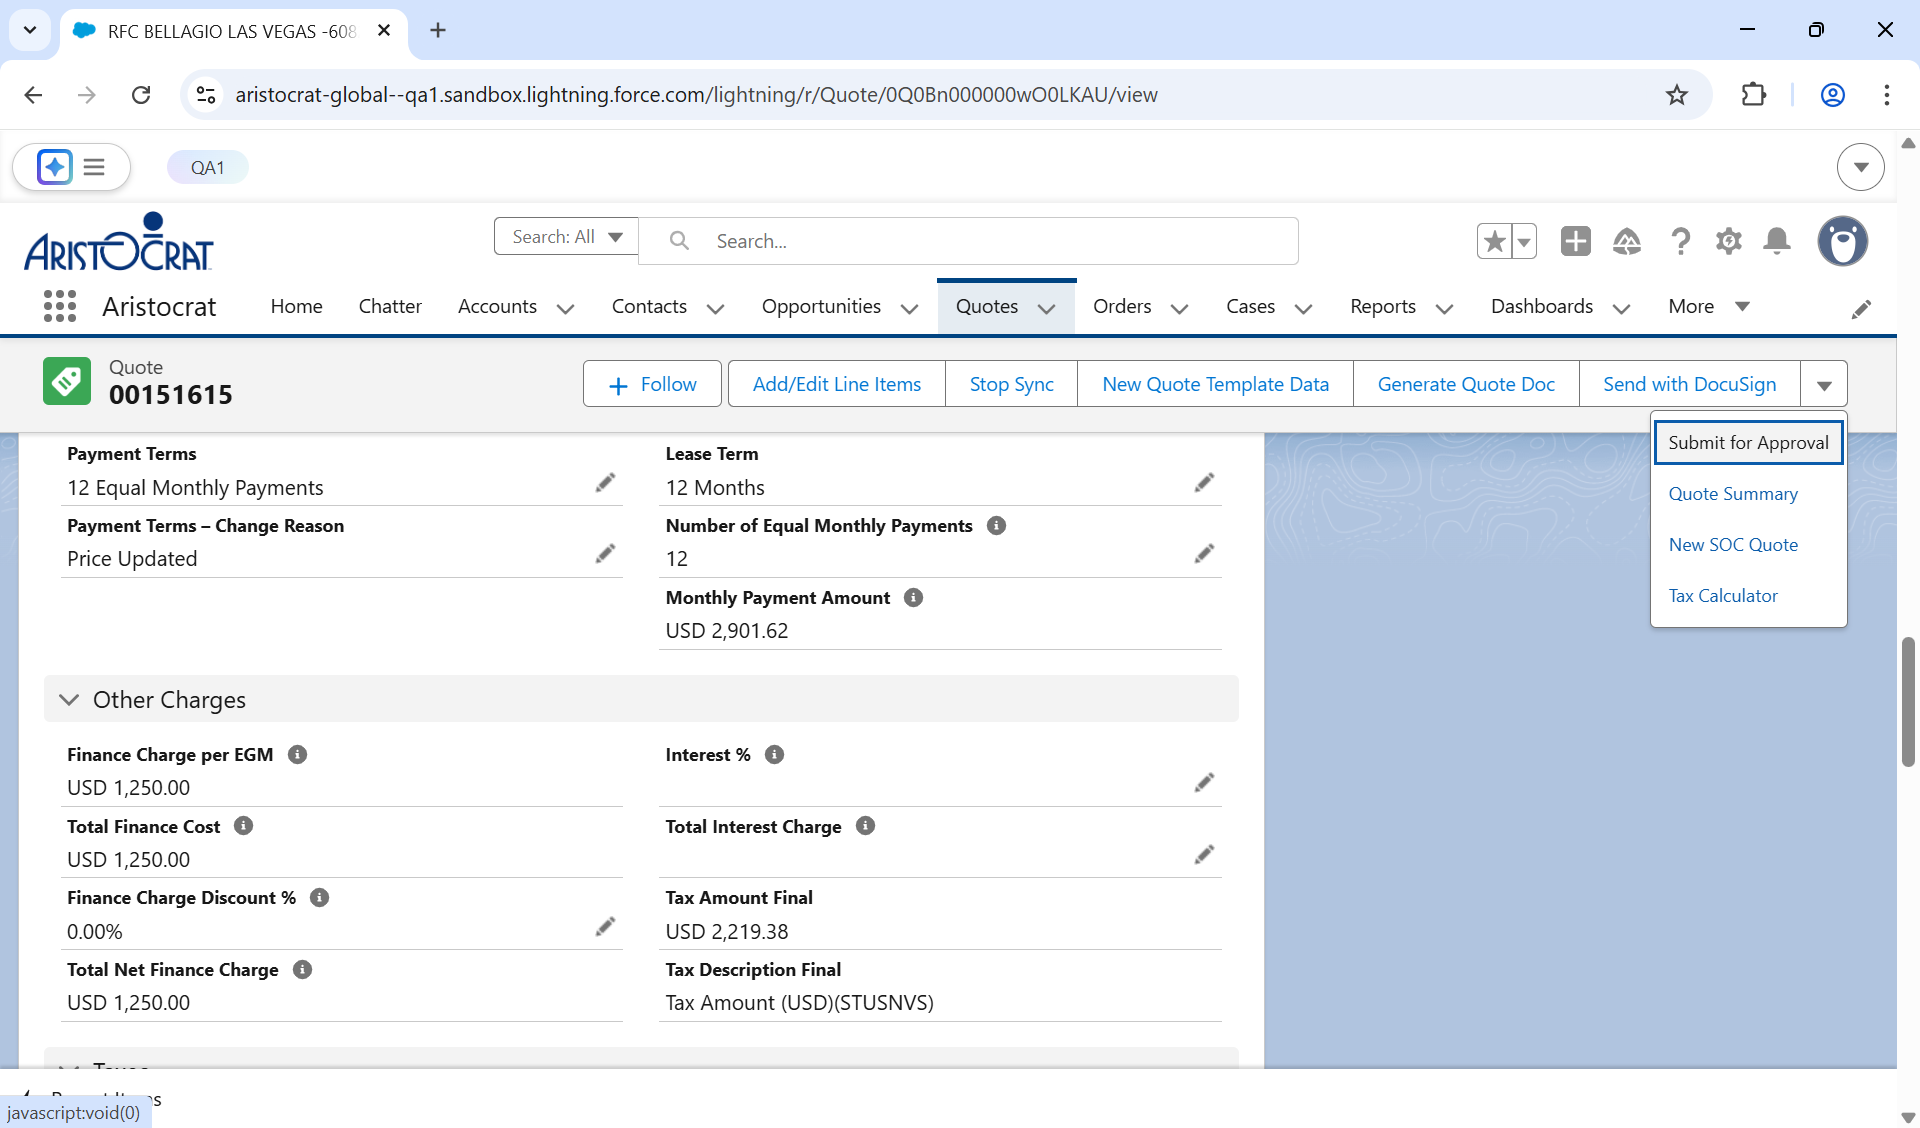 RFC BELLAGIO LAS VEGAS -608
aristocrat-global--qa1.sandbox.lightning.force.com/lightning/r/Quote/0Q0Bn000000wO0LKAU/view
QA1
ARISTOCRAT
Search: All
Search...
Aristocrat
Home
Chatter
Accounts
Contacts
Opportunities
Quotes
Orders
Cases
Reports
Dashboards
More
Quote
00151615
Follow
Add/Edit Line Items
Stop Sync
New Quote Template Data
Generate Quote Doc
Send with DocuSign
Submit for Approval
Quote Summary
New SOC Quote
Tax Calculator
Payment Terms
12 Equal Monthly Payments
Lease Term
12 Months
Payment Terms – Change Reason
Price Updated
Number of Equal Monthly Payments
12
Monthly Payment Amount
USD 2,901.62
Other Charges
Finance Charge per EGM
USD 1,250.00
Interest %
Total Finance Cost
USD 1,250.00
Total Interest Charge
Finance Charge Discount %
0.00%
Tax Amount Final
USD 2,219.38
Total Net Finance Charge
USD 1,250.00
Tax Description Final
Tax Amount (USD)(STUSNVS)
javascript:void(0)